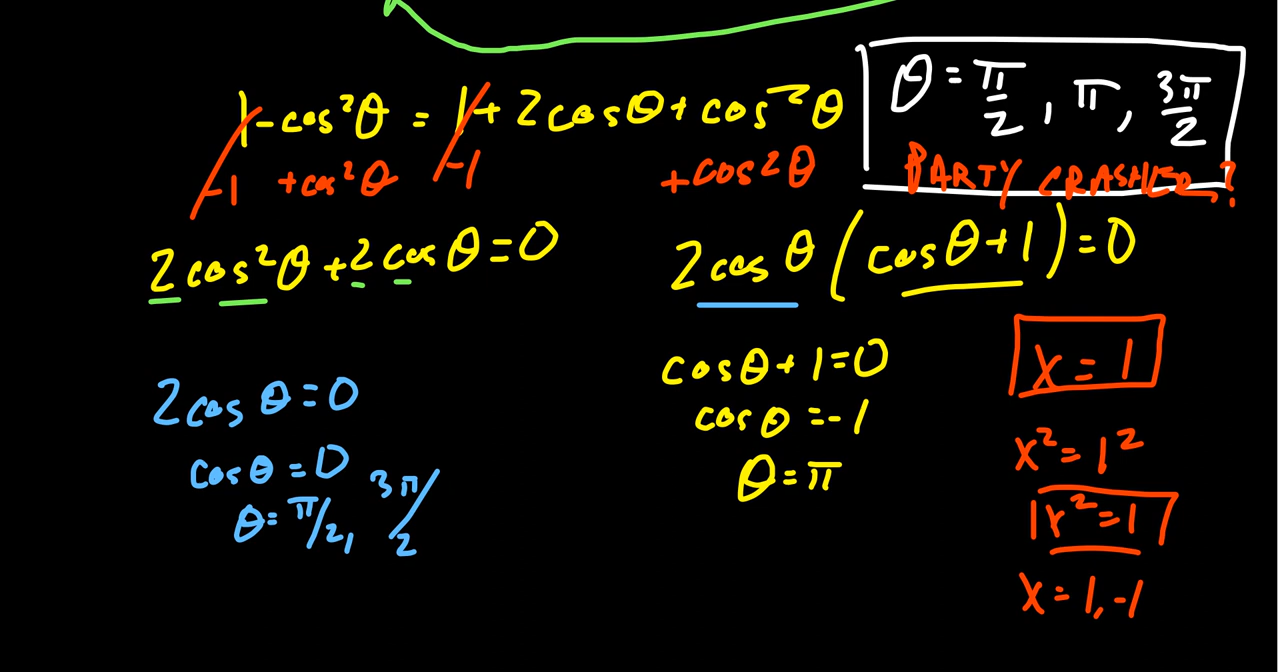 1-cos²θ = 1+2cosθ+cos²θ
-1 +cos²θ -1 +cos²θ
θ = π/2, π, 3π/2
PARTY CRASHER?
2cos²θ+2cosθ=0
2cosθ(cosθ+1)=0
2cosθ=0
cosθ=0
θ=π/2, 3π/2
cosθ+1=0
cosθ=-1
θ=π
x=1
x²=1²
x²=1
x=1,-1